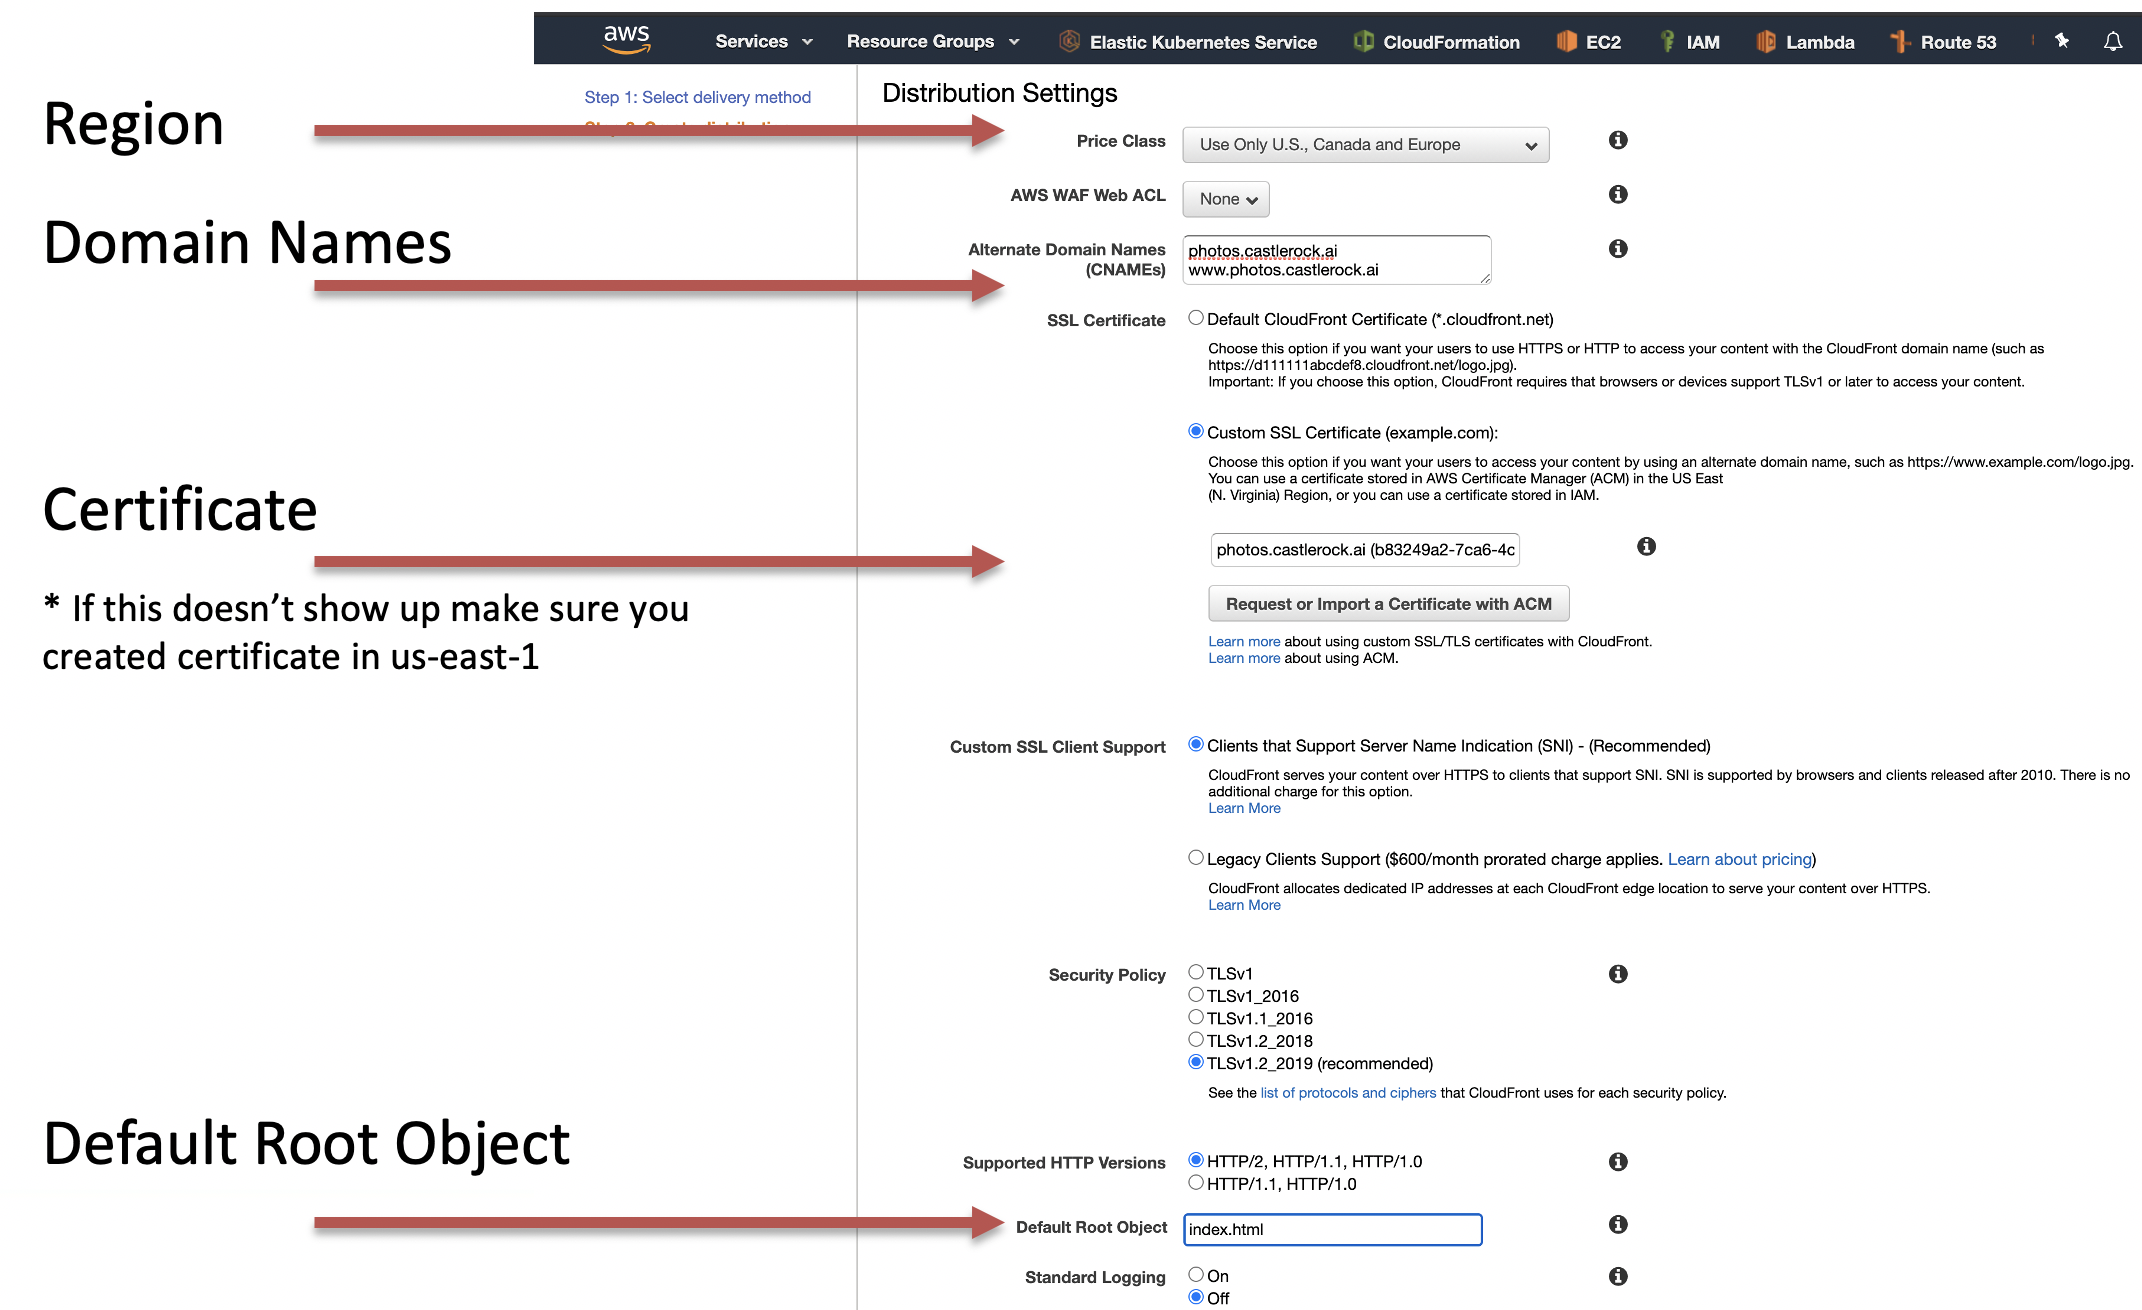 aws
Services
Resource Groups
Elastic Kubernetes Service
CloudFormation
EC2
IAM
Lambda
Route 53
Region
Domain Names
Certificate
* If this doesn’t show up make sure you
created certificate in us-east-1
Default Root Object
Step 1: Select delivery method
Distribution Settings
Price Class
Use Only U.S., Canada and Europe
AWS WAF Web ACL
None
Alternate Domain Names
(CNAMEs)
photos.castlerock.ai
www.photos.castlerock.ai
SSL Certificate
Default CloudFront Certificate (*.cloudfront.net)
Choose this option if you want your users to use HTTPS or HTTP to access your content with the CloudFront domain name (such as
https://d111111abcdef8.cloudfront.net/logo.jpg).
Important: If you choose this option, CloudFront requires that browsers or devices support TLSv1 or later to access your content.
Custom SSL Certificate (example.com):
Choose this option if you want your users to access your content by using an alternate domain name, such as https://www.example.com/logo.jpg.
You can use a certificate stored in AWS Certificate Manager (ACM) in the US East
(N. Virginia) Region, or you can use a certificate stored in IAM.
photos.castlerock.ai (b83249a2-7ca6-4c
Request or Import a Certificate with ACM
Learn more about using custom SSL/TLS certificates with CloudFront.
Learn more about using ACM.
Custom SSL Client Support
Clients that Support Server Name Indication (SNI) - (Recommended)
CloudFront serves your content over HTTPS to clients that support SNI. SNI is supported by browsers and clients released after 2010. There is no
additional charge for this option.
Learn More
Legacy Clients Support ($600/month prorated charge applies. Learn about pricing)
CloudFront allocates dedicated IP addresses at each CloudFront edge location to serve your content over HTTPS.
Learn More
Security Policy
TLSv1
TLSv1_2016
TLSv1.1_2016
TLSv1.2_2018
TLSv1.2_2019 (recommended)
See the list of protocols and ciphers that CloudFront uses for each security policy.
Supported HTTP Versions
HTTP/2, HTTP/1.1, HTTP/1.0
HTTP/1.1, HTTP/1.0
Default Root Object
index.html
Standard Logging
On
Off